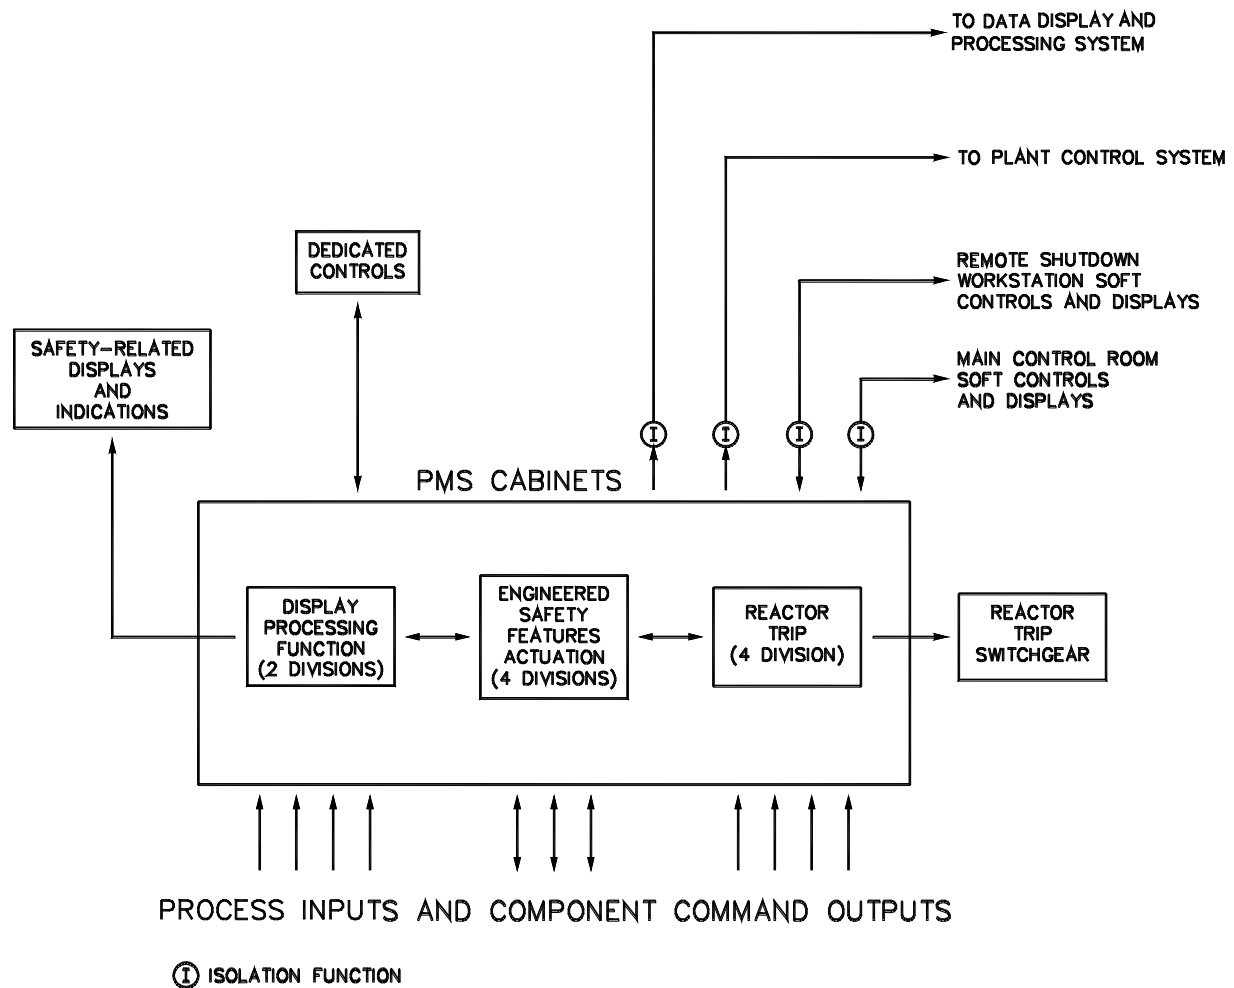 TO DATA DISPLAY AND
PROCESSING SYSTEM
TO PLANT CONTROL SYSTEM
DEDICATED
CONTROLS
REMOTE SHUTDOWN
WORKSTATION SOFT
CONTROLS AND DISPLAYS
SAFETY-RELATED
DISPLAYS
AND
INDICATIONS
MAIN CONTROL ROOM
SOFT CONTROLS
AND DISPLAYS
I
I
I
I
PMS CABINETS
DISPLAY
PROCESSING
FUNCTION
(2 DIVISIONS)
ENGINEERED
SAFETY
FEATURES
ACTUATION
(4 DIVISIONS)
REACTOR
TRIP
(4 DIVISION)
REACTOR
TRIP
SWITCHGEAR
PROCESS INPUTS AND COMPONENT COMMAND OUTPUTS
I ISOLATION FUNCTION